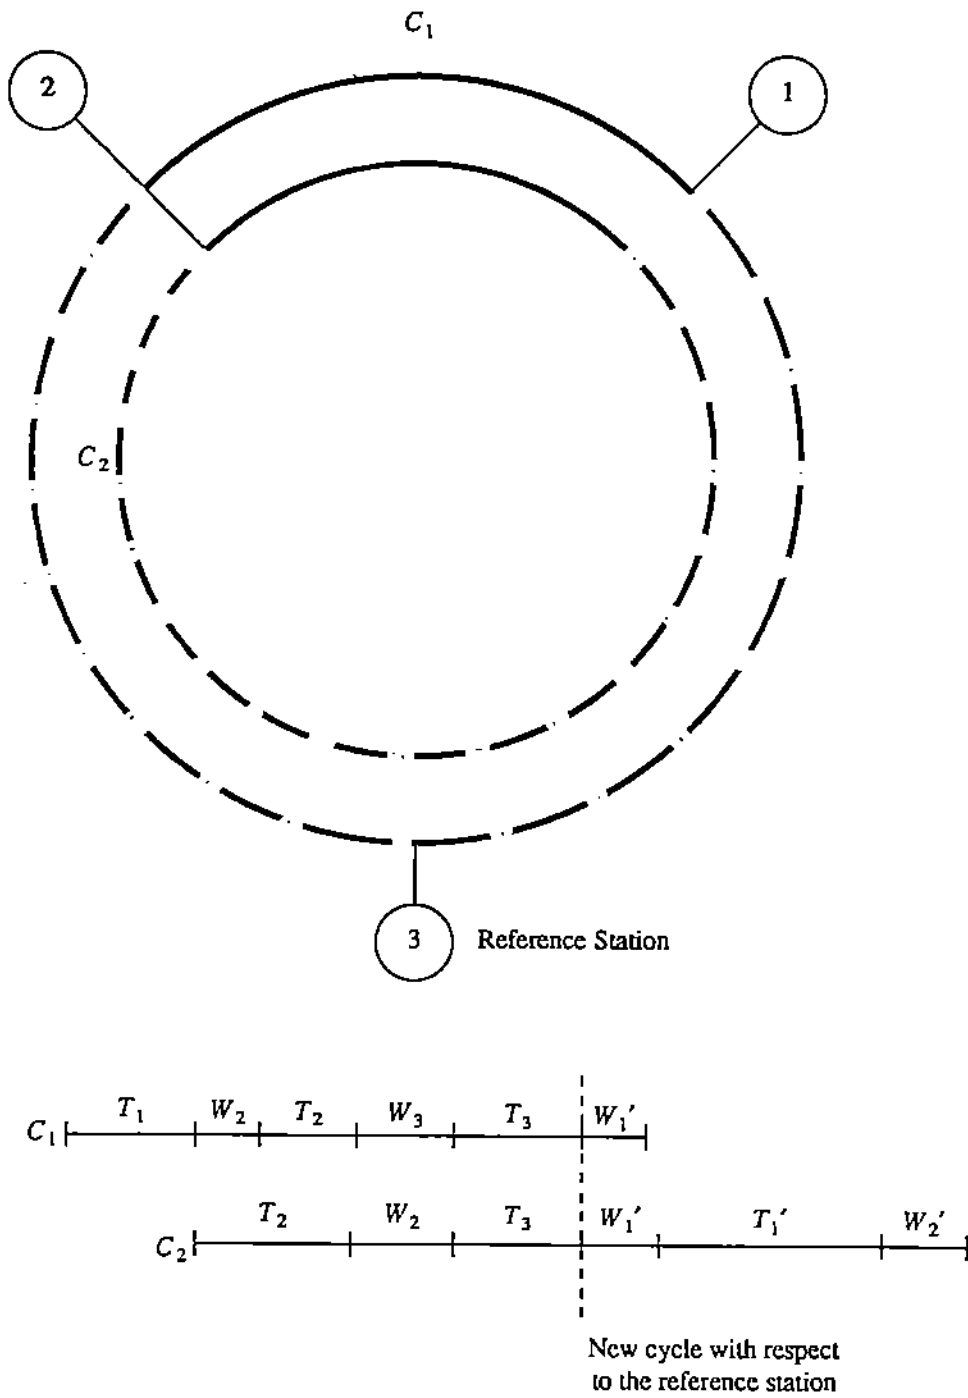 C₁
2
1
C₂
3 Reference Station
T₁ W₂ T₂ W₃ T₃ W₁′
C₁
T₂ W₂ T₃ W₁′ T₁′ W₂′
C₂
New cycle with respect
to the reference station